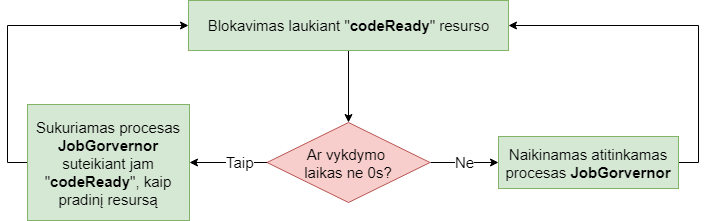 Blokavimas laukiant "codeReady" resurso
Sukuriamas procesas
JobGorvernor
suteikiant jam
"codeReady", kaip
pradinį resursą
Taip
Ar vykdymo
laikas ne 0s?
Ne
Naikinamas atitinkamas
procesas JobGorvernor